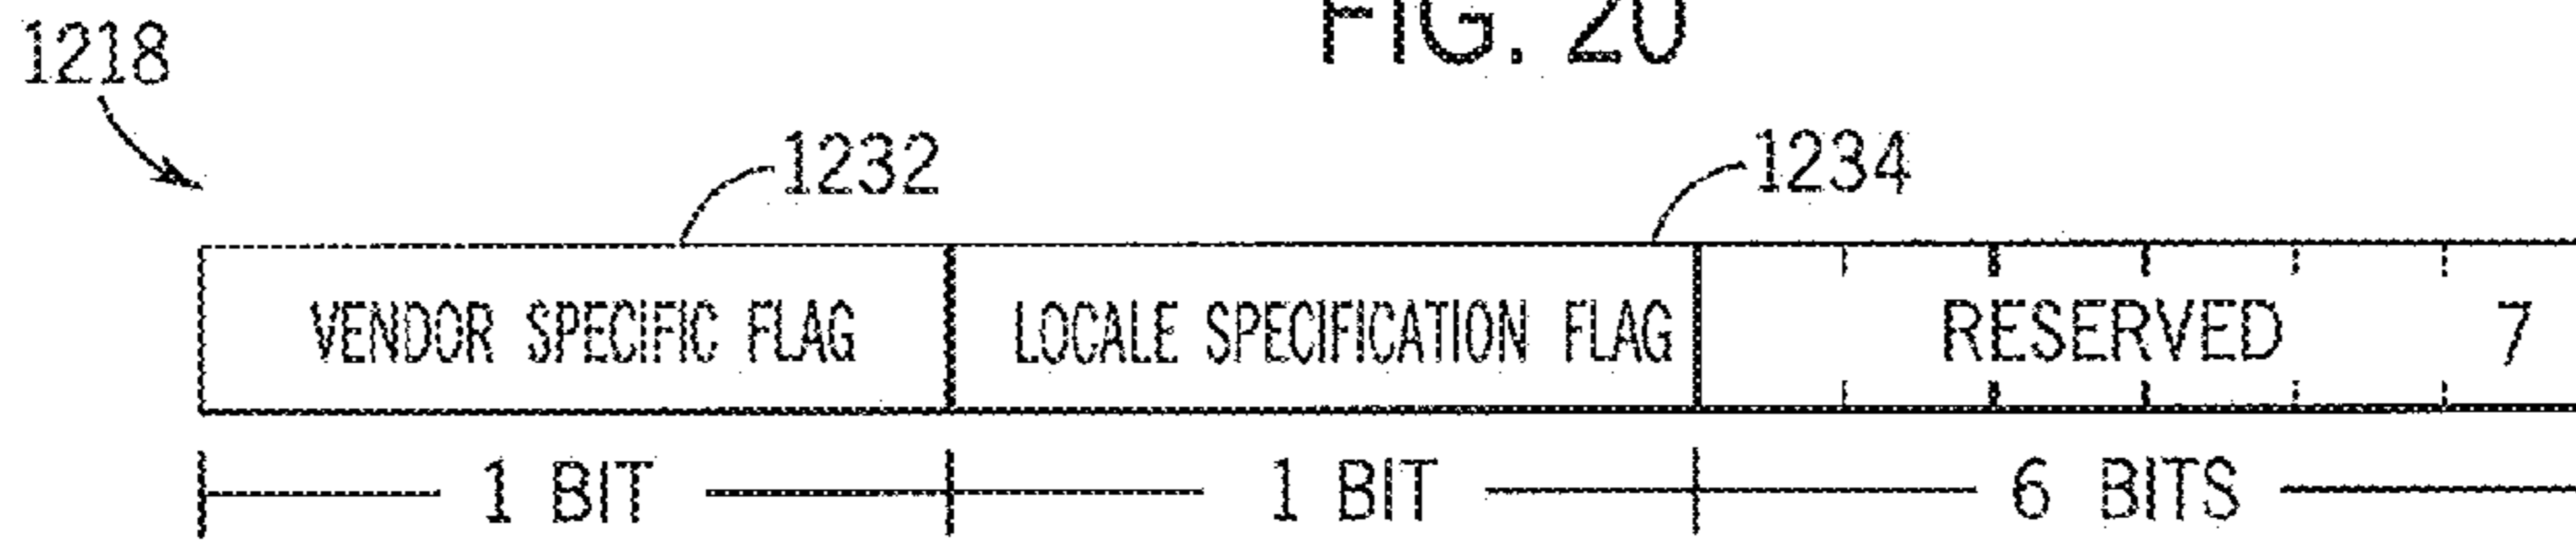 FIG. 20
1218
1232
1234
VENDOR SPECIFIC FLAG LOCALE SPECIFICATION FLAG RESERVED 7
1 BIT 1 BIT 6 BITS